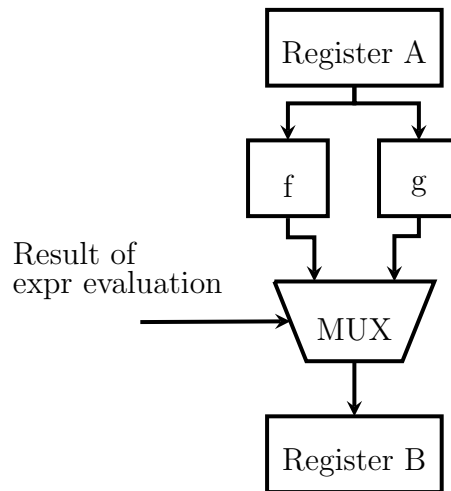 Register A
f
g
Result of
expr evaluation
MUX
Register B